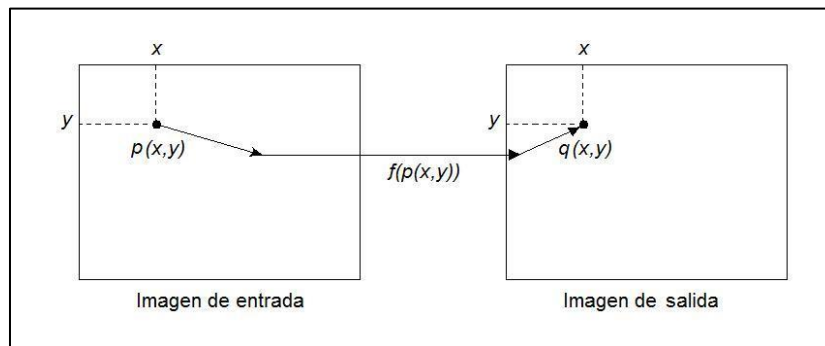 x
y
p(x,y)
f(p(x,y))
x
y
q(x,y)
Imagen de entrada
Imagen de salida